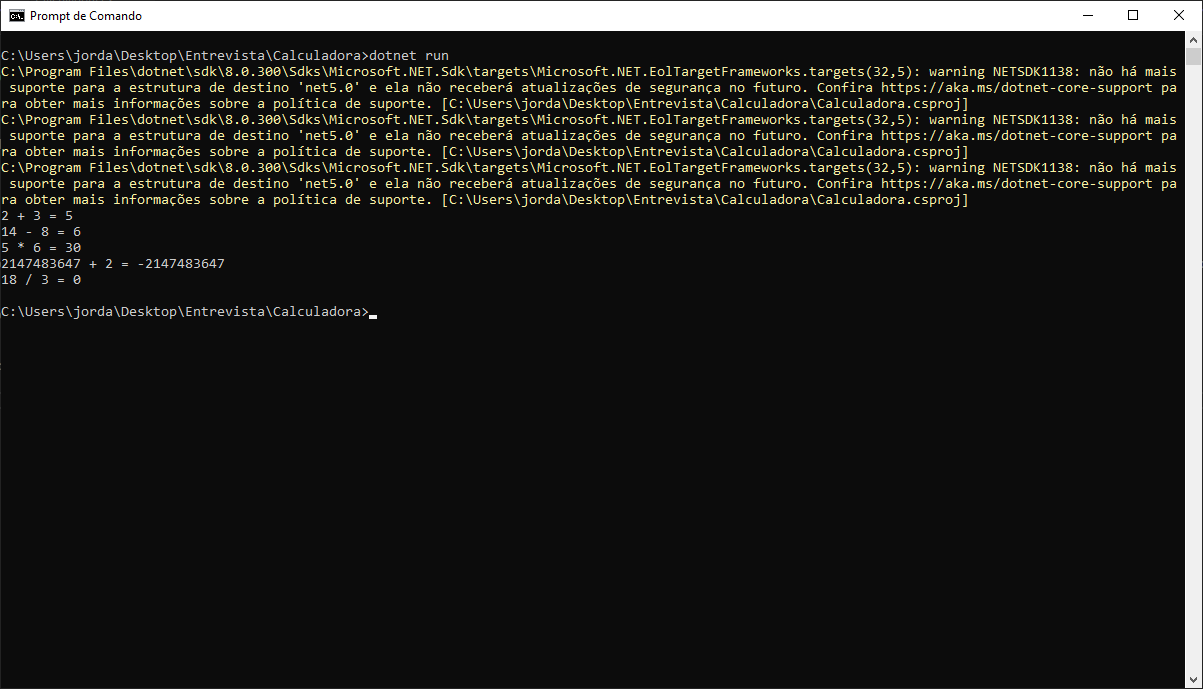 Prompt de Comando
C:\Users\jorda\Desktop\Entrevista\Calculadora>dotnet run
C:\Program Files\dotnet\sdk\8.0.300\Sdks\Microsoft.NET.Sdk\targets\Microsoft.NET.EolTargetFrameworks.targets(32,5): warning NETSDK1138: não há mais
 suporte para a estrutura de destino 'net5.0' e ela não receberá atualizações de segurança no futuro. Confira https://aka.ms/dotnet-core-support pa
ra obter mais informações sobre a política de suporte. [C:\Users\jorda\Desktop\Entrevista\Calculadora\Calculadora.csproj]
C:\Program Files\dotnet\sdk\8.0.300\Sdks\Microsoft.NET.Sdk\targets\Microsoft.NET.EolTargetFrameworks.targets(32,5): warning NETSDK1138: não há mais
 suporte para a estrutura de destino 'net5.0' e ela não receberá atualizações de segurança no futuro. Confira https://aka.ms/dotnet-core-support pa
ra obter mais informações sobre a política de suporte. [C:\Users\jorda\Desktop\Entrevista\Calculadora\Calculadora.csproj]
C:\Program Files\dotnet\sdk\8.0.300\Sdks\Microsoft.NET.Sdk\targets\Microsoft.NET.EolTargetFrameworks.targets(32,5): warning NETSDK1138: não há mais
 suporte para a estrutura de destino 'net5.0' e ela não receberá atualizações de segurança no futuro. Confira https://aka.ms/dotnet-core-support pa
ra obter mais informações sobre a política de suporte. [C:\Users\jorda\Desktop\Entrevista\Calculadora\Calculadora.csproj]
2 + 3 = 5
14 - 8 = 6
5 * 6 = 30
2147483647 + 2 = -2147483647
18 / 3 = 0
C:\Users\jorda\Desktop\Entrevista\Calculadora>